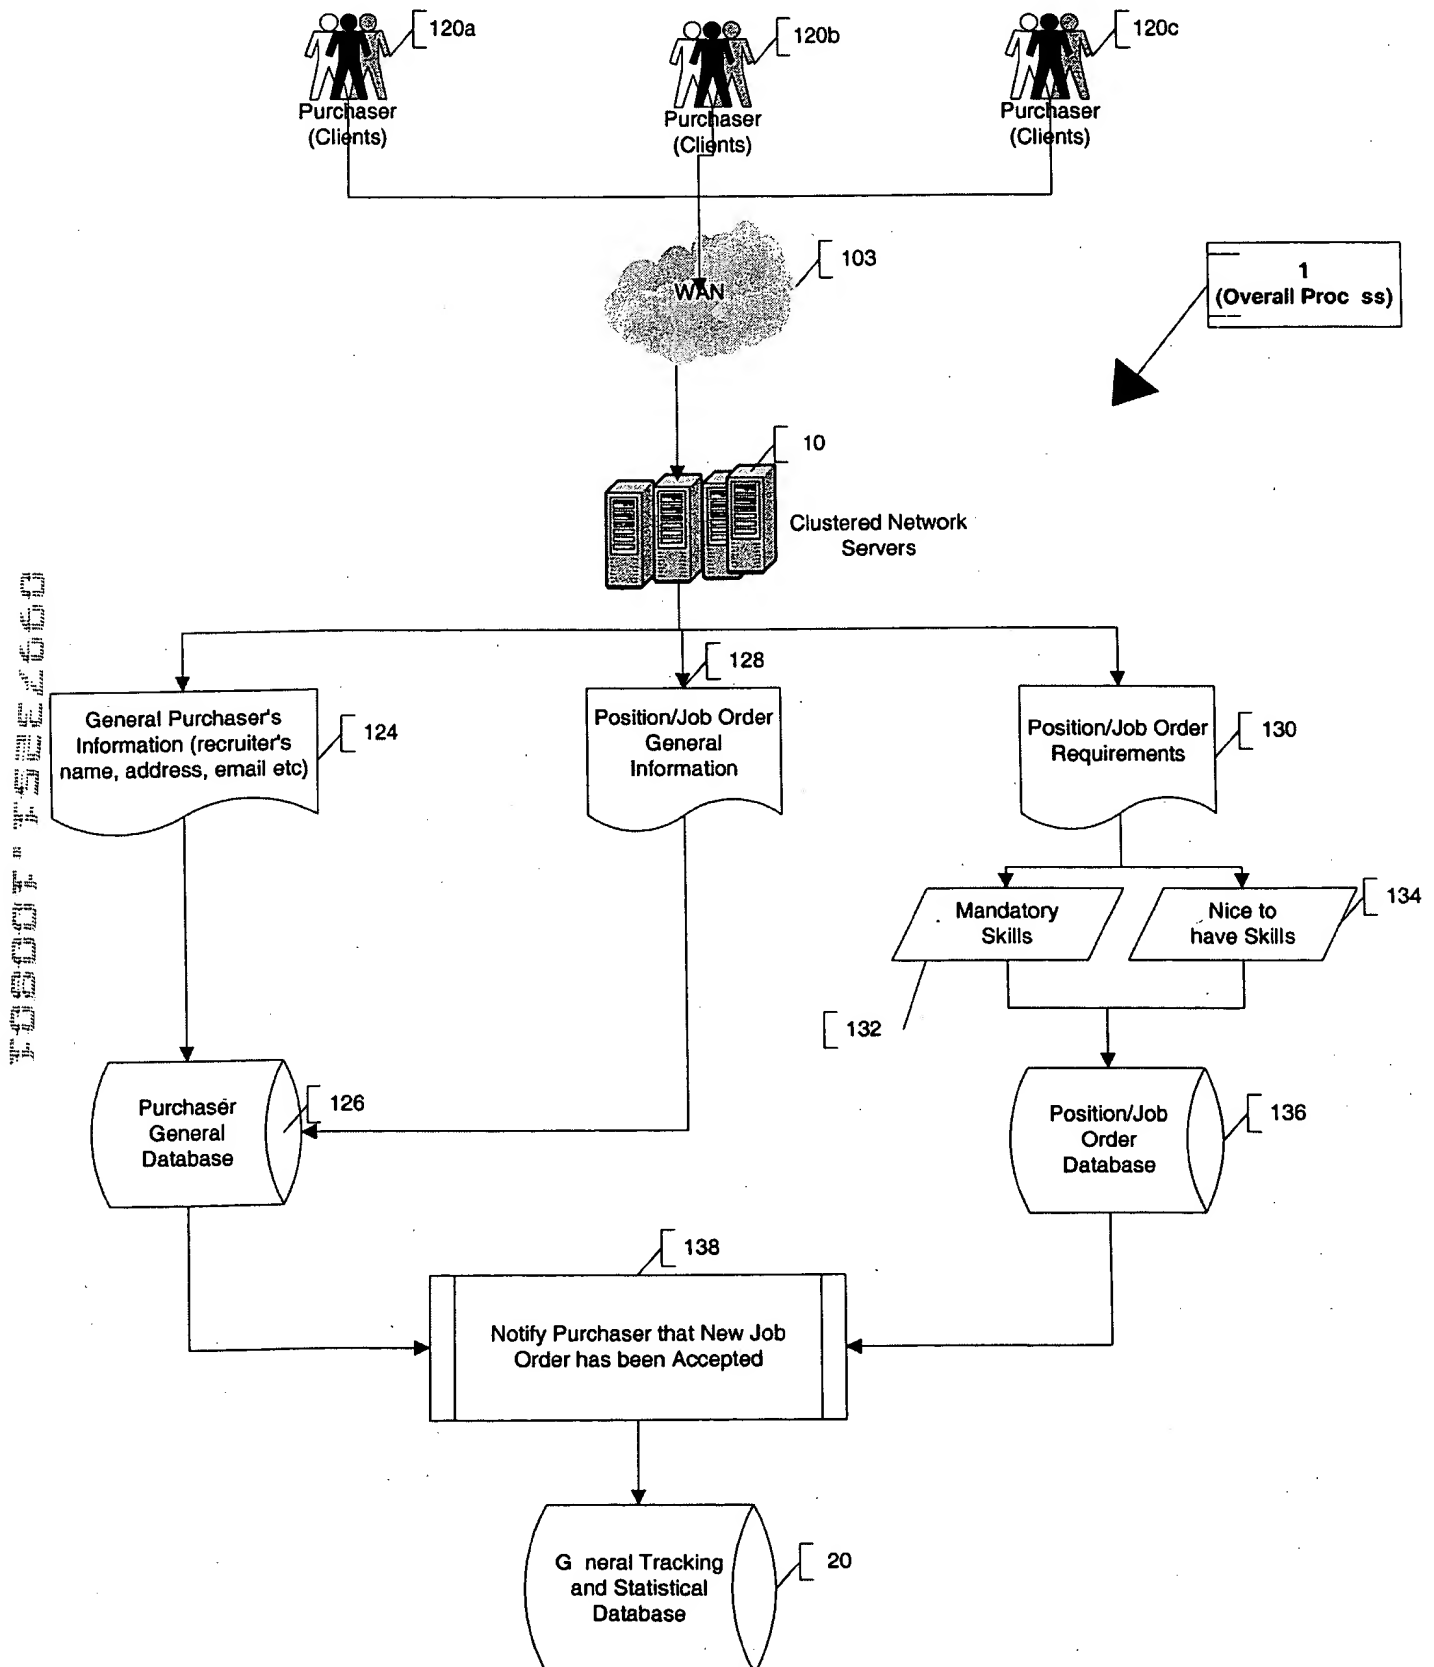 120a
120b
120c
Purchaser
(Clients)
Purchaser
(Clients)
Purchaser
(Clients)
103
WAN
1
(Overall Proc ss)
10
Clustered Network
Servers
128
General Purchaser's
Information (recruiter's
name, address, email etc)
124
Position/Job Order
General
Information
Position/Job Order
Requirements
130
Mandatory
Skills
Nice to
have Skills
134
132
Purchaser
General
Database
126
Position/Job
Order
Database
136
138
Notify Purchaser that New Job
Order has been Accepted
G neral Tracking
and Statistical
Database
20